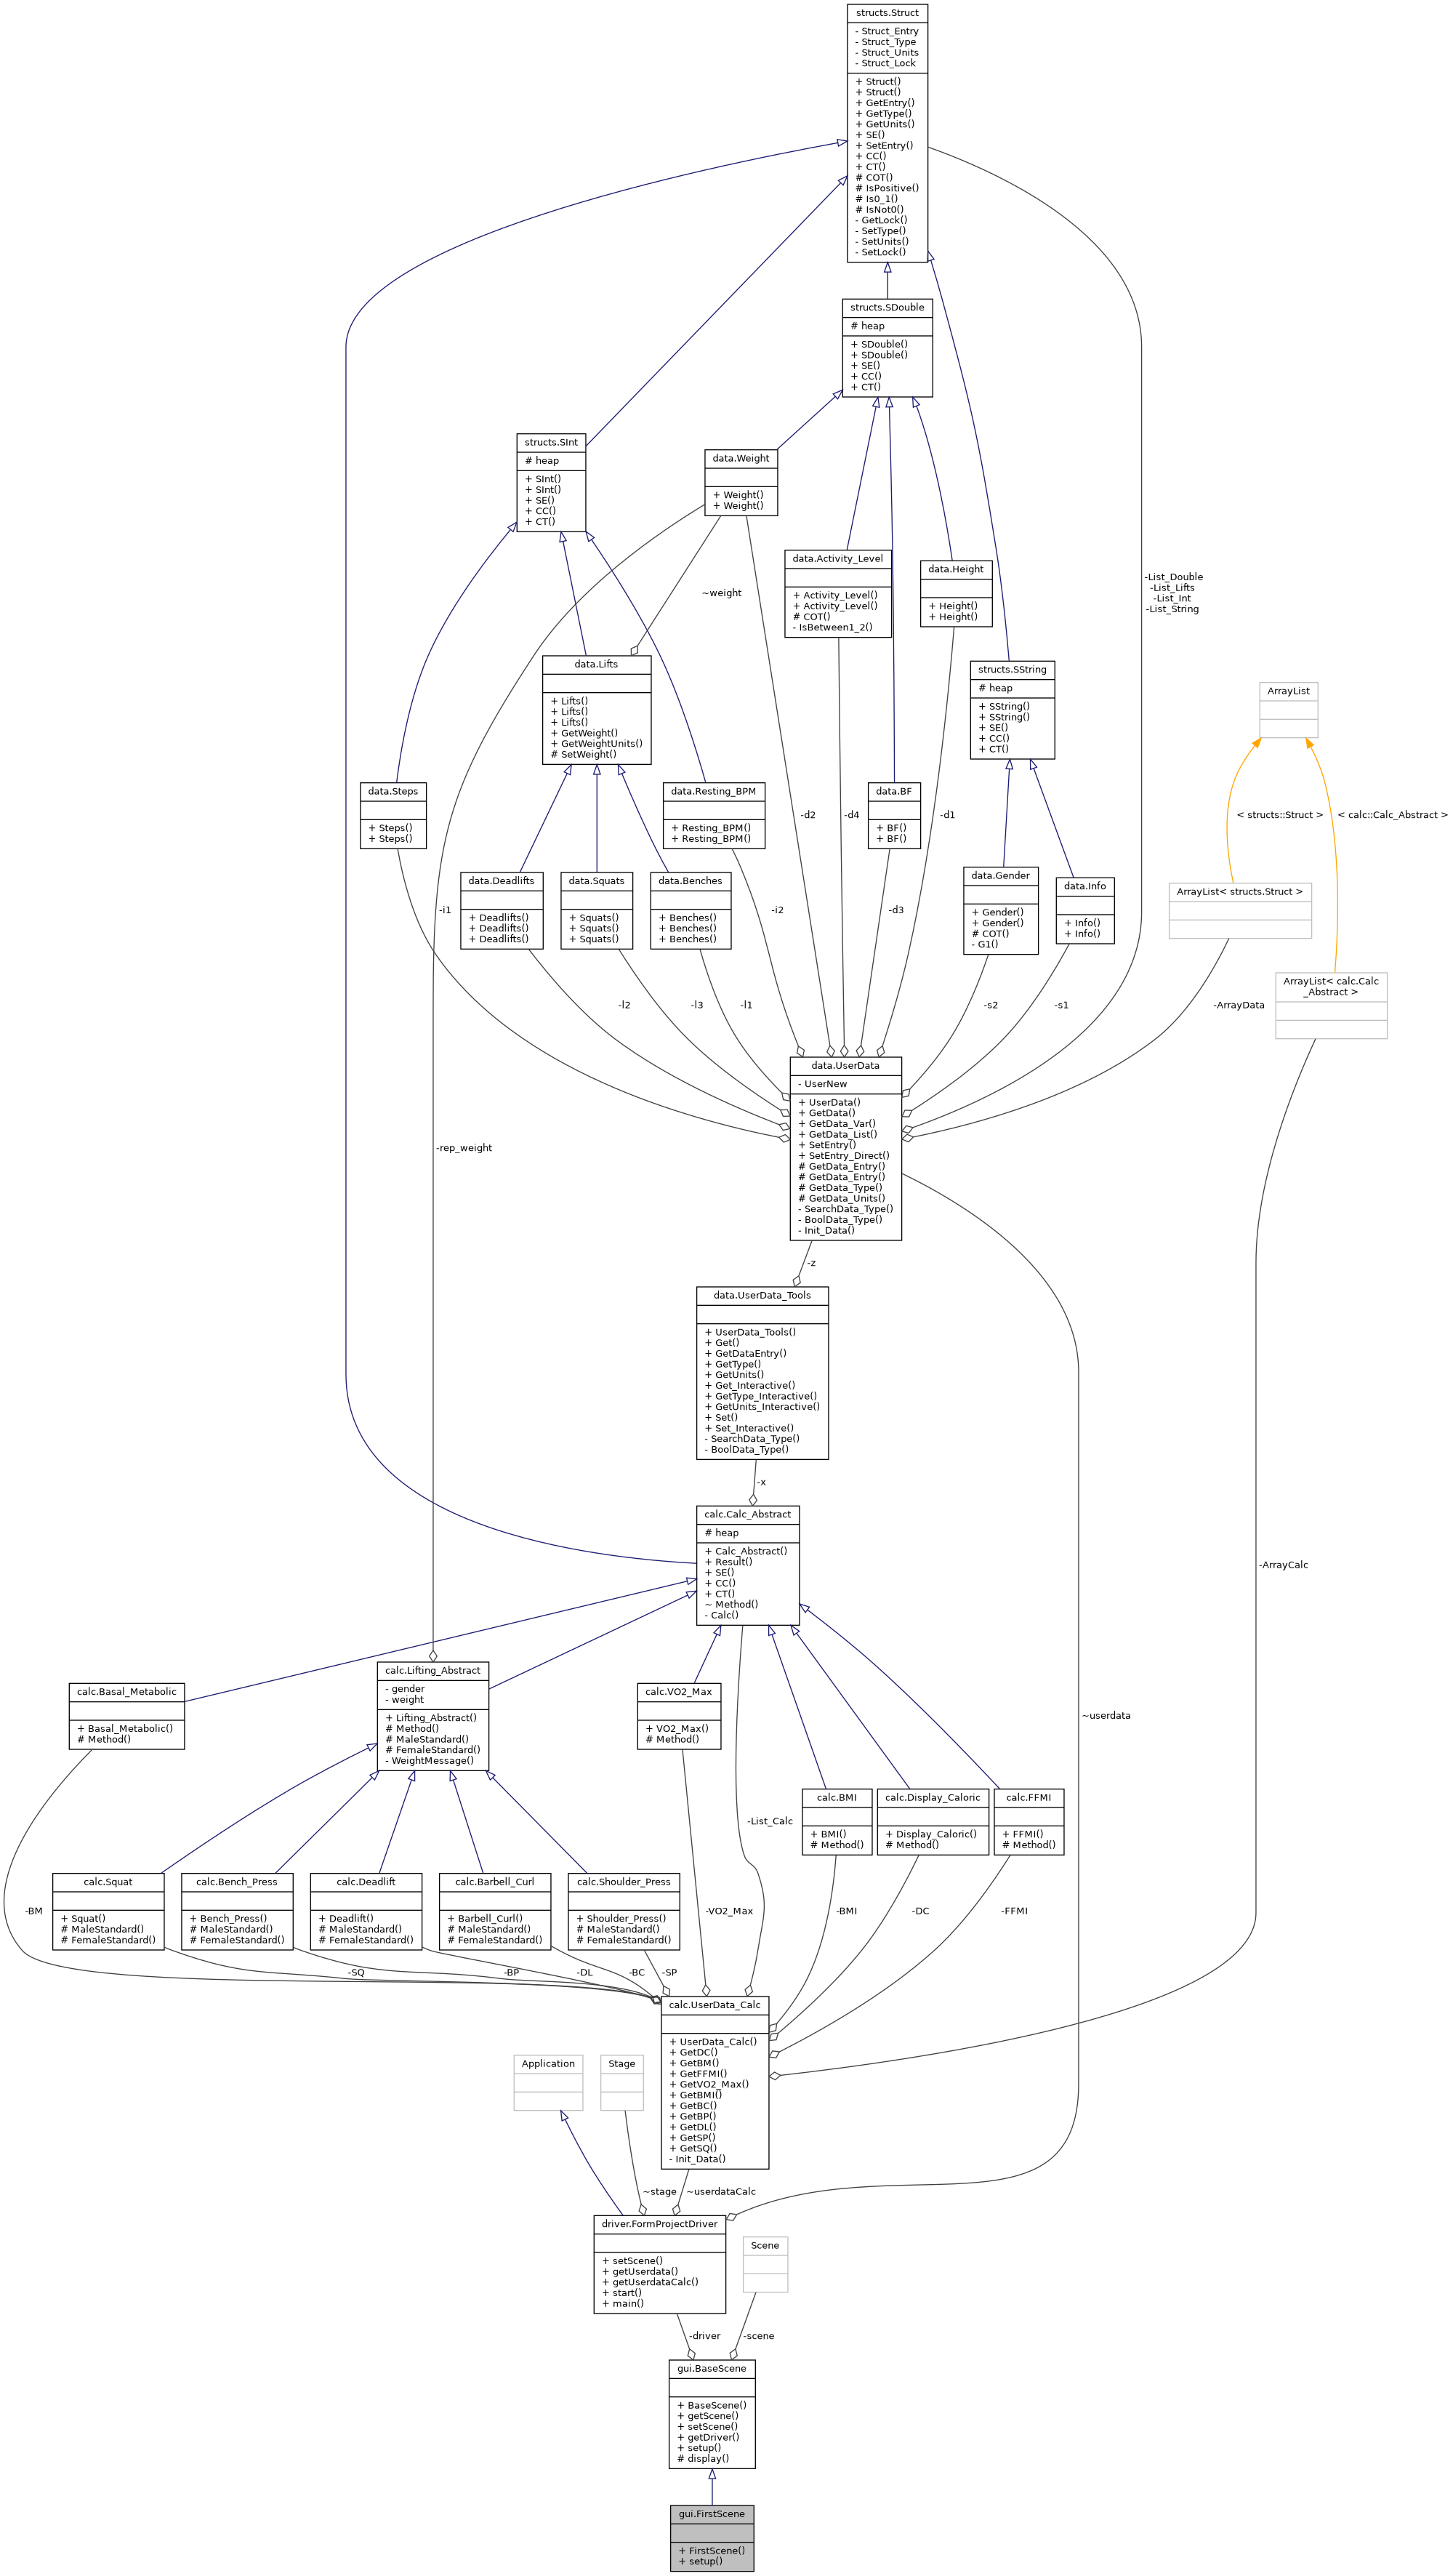 structs.Struct
- Struct_Entry
- Struct_Type
- Struct_Units
- Struct_Lock
+ Struct()
+ Struct()
+ GetEntry()
+ GetType()
+ GetUnits()
+ SE()
+ SetEntry()
+ CC()
+ CT()
# COT()
# IsPositive()
# Is0_1()
# IsNot0()
- GetLock()
- SetType()
- SetUnits()
- SetLock()
structs.SDouble
# heap
+ SDouble()
+ SDouble()
+ SE()
+ CC()
+ CT()
structs.SInt
# heap
+ SInt()
+ SInt()
+ SE()
+ CC()
+ CT()
data.Weight
+ Weight()
+ Weight()
data.Activity_Level
+ Activity_Level()
+ Activity_Level()
# COT()
- IsBetween1_2()
data.Height
+ Height()
+ Height()
-List_Double
-List_Lifts
-List_Int
-List_String
~weight
data.Lifts
+ Lifts()
+ Lifts()
+ Lifts()
+ GetWeight()
+ GetWeightUnits()
# SetWeight()
structs.SString
# heap
+ SString()
+ SString()
+ SE()
+ CC()
+ CT()
ArrayList
data.Steps
+ Steps()
+ Steps()
data.Resting_BPM
+ Resting_BPM()
+ Resting_BPM()
-d2
-d4
data.BF
+ BF()
+ BF()
-d1
< structs::Struct >
< calc::Calc_Abstract >
data.Deadlifts
+ Deadlifts()
+ Deadlifts()
+ Deadlifts()
data.Squats
+ Squats()
+ Squats()
+ Squats()
data.Benches
+ Benches()
+ Benches()
+ Benches()
data.Gender
+ Gender()
+ Gender()
# COT()
- G1()
data.Info
+ Info()
+ Info()
ArrayList< structs.Struct >
-i1
-i2
-d3
ArrayList< calc.Calc
_Abstract >
-l2
-l3
-l1
-s2
-s1
-ArrayData
data.UserData
- UserNew
+ UserData()
+ GetData()
+ GetData_Var()
+ GetData_List()
+ SetEntry()
+ SetEntry_Direct()
# GetData_Entry()
# GetData_Entry()
# GetData_Type()
# GetData_Units()
- SearchData_Type()
- BoolData_Type()
- Init_Data()
-rep_weight
-z
data.UserData_Tools
+ UserData_Tools()
+ Get()
+ GetDataEntry()
+ GetType()
+ GetUnits()
+ Get_Interactive()
+ GetType_Interactive()
+ GetUnits_Interactive()
+ Set()
+ Set_Interactive()
- SearchData_Type()
- BoolData_Type()
-x
calc.Calc_Abstract
# heap
+ Calc_Abstract()
+ Result()
+ SE()
+ CC()
+ CT()
~ Method()
- Calc()
-ArrayCalc
calc.Basal_Metabolic
+ Basal_Metabolic()
# Method()
calc.Lifting_Abstract
- gender
- weight
+ Lifting_Abstract()
# Method()
# MaleStandard()
# FemaleStandard()
- WeightMessage()
calc.VO2_Max
+ VO2_Max()
# Method()
~userdata
-List_Calc
calc.BMI
+ BMI()
# Method()
calc.Display_Caloric
+ Display_Caloric()
# Method()
calc.FFMI
+ FFMI()
# Method()
-BM
calc.Squat
+ Squat()
# MaleStandard()
# FemaleStandard()
calc.Bench_Press
+ Bench_Press()
# MaleStandard()
# FemaleStandard()
calc.Deadlift
+ Deadlift()
# MaleStandard()
# FemaleStandard()
calc.Barbell_Curl
+ Barbell_Curl()
# MaleStandard()
# FemaleStandard()
calc.Shoulder_Press
+ Shoulder_Press()
# MaleStandard()
# FemaleStandard()
-VO2_Max
-BMI
-DC
-FFMI
-SQ
-BP
-DL
-BC
-SP
calc.UserData_Calc
+ UserData_Calc()
+ GetDC()
+ GetBM()
+ GetFFMI()
+ GetVO2_Max()
+ GetBMI()
+ GetBC()
+ GetBP()
+ GetDL()
+ GetSP()
+ GetSQ()
- Init_Data()
Application
Stage
~stage
~userdataCalc
driver.FormProjectDriver
+ setScene()
+ getUserdata()
+ getUserdataCalc()
+ start()
+ main()
Scene
-driver
-scene
gui.BaseScene
+ BaseScene()
+ getScene()
+ setScene()
+ getDriver()
+ setup()
# display()
gui.FirstScene
+ FirstScene()
+ setup()